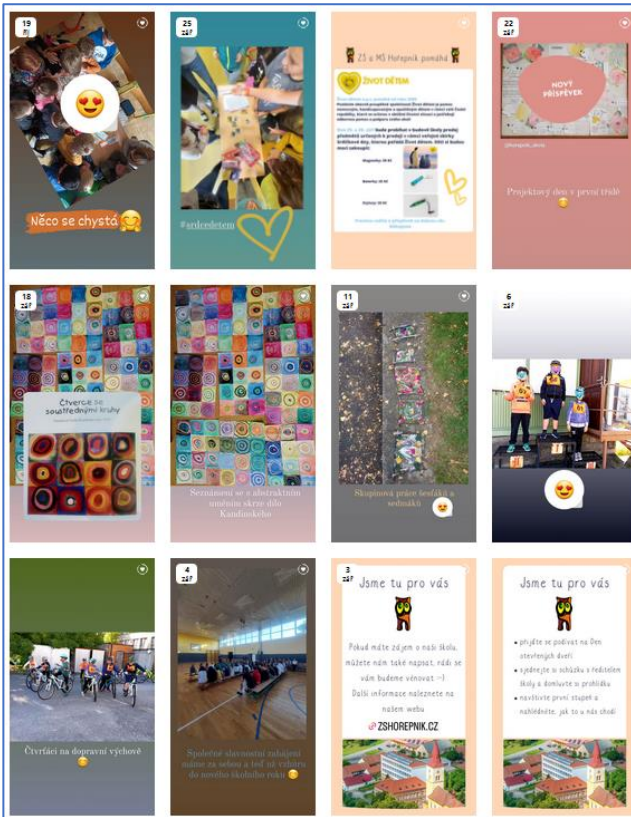 19
říj
Něco se chystá
25
zář
#srdcedetem
ZŠ a MŠ Hořepník pomáhá
ŽIVOT DĚTEM
22
zář
NOVÝ
PŘÍSPĚVEK
Projektový den v první třídě
18
zář
Čtverce se
soustřednými kruhy
Seznámení se s abstraktním
uměním skrze dílo
Kandinského
11
zář
Skupinová práce šesťáků a
sedmáků
6
zář
Čtvrťáci na dopravní výchově
4
zář
Společné slavnostní zahájení
máme za sebou a teď už vzhůru
do nového školního roku
3
zář
Jsme tu pro vás
Pokud máte zájem o naši školu,
můžete nám také napsat, rádi se
vám budeme věnovat :-)
Další informace naleznete na
našem webu
ZSHOREPNIK.CZ
Jsme tu pro vás
• přijďte se podívat na Den
otevřených dveří
• sjednejte si schůzku s ředitelem
školy a domluvte si prohlídku
• navštivte první stupeň a
nahlédněte, jak to u nás chodí